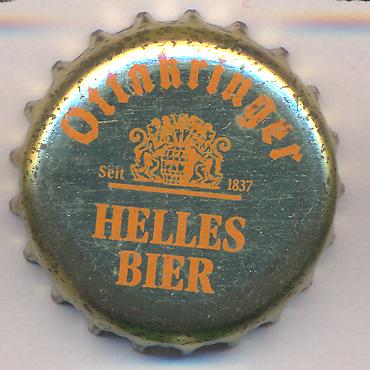 Ottakringer
Seit 1837
HELLES
BIER